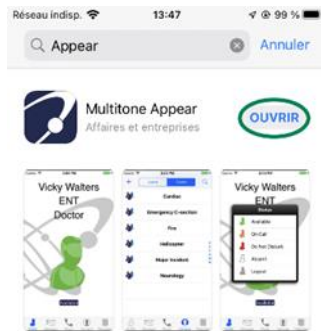 Réseau indisp. 13:47 99 %
Appear Annuler
Multitone Appear
Affaires et entreprises
OUVRIR
Vicky Walters
ENT
Doctor
Cardiac
Emergency C-section
Fire
Helicopter
Major Incident
Neurology
Vicky Walters
ENT
Doctor
Status
Available
On Call
Do Not Disturb
Absent
Logout